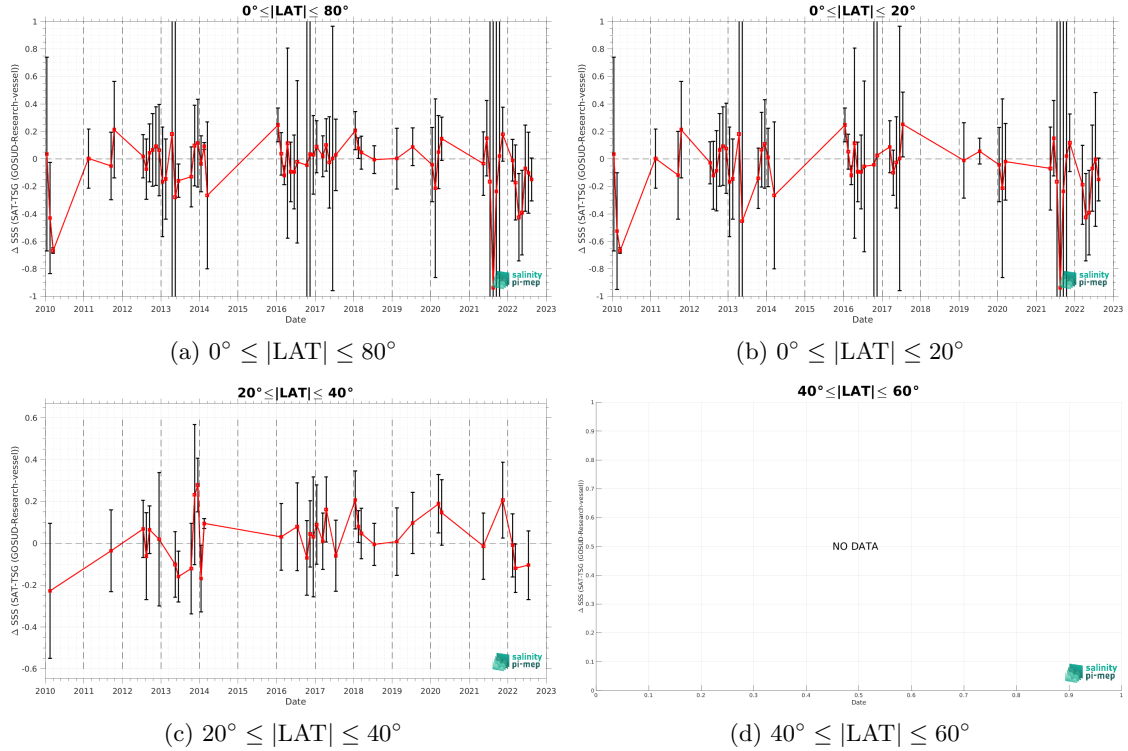 0°≤|LAT|≤ 80°
Δ SSS (SAT-TSG (GOSUD-Research-vessel))
1
0.8
0.6
0.4
0.2
0
-0.2
-0.4
-0.6
-0.8
-1
2010 2011 2012 2013 2014 2015 2016 2017 2018 2019 2020 2021 2022 2023
Date
salinity
pi-mep
(a) 0° ≤ |LAT| ≤ 80°
0°≤|LAT|≤ 20°
Δ SSS (SAT-TSG (GOSUD-Research-vessel))
1
0.8
0.6
0.4
0.2
0
-0.2
-0.4
-0.6
-0.8
-1
2010 2011 2012 2013 2014 2015 2016 2017 2018 2019 2020 2021 2022 2023
Date
salinity
pi-mep
(b) 0° ≤ |LAT| ≤ 20°
20°≤|LAT|≤ 40°
Δ SSS (SAT-TSG (GOSUD-Research-vessel))
0.6
0.4
0.2
0
-0.2
-0.4
-0.6
2010 2011 2012 2013 2014 2015 2016 2017 2018 2019 2020 2021 2022 2023
Date
salinity
pi-mep
(c) 20° ≤ |LAT| ≤ 40°
40°≤|LAT|≤ 60°
Δ SSS (SAT-TSG (GOSUD-Research-vessel))
1
0.9
0.8
0.7
0.6
0.5
0.4
0.3
0.2
0.1
0
NO DATA
0 0.1 0.2 0.3 0.4 0.5 0.6 0.7 0.8 0.9 1
Date
salinity
pi-mep
(d) 40° ≤ |LAT| ≤ 60°